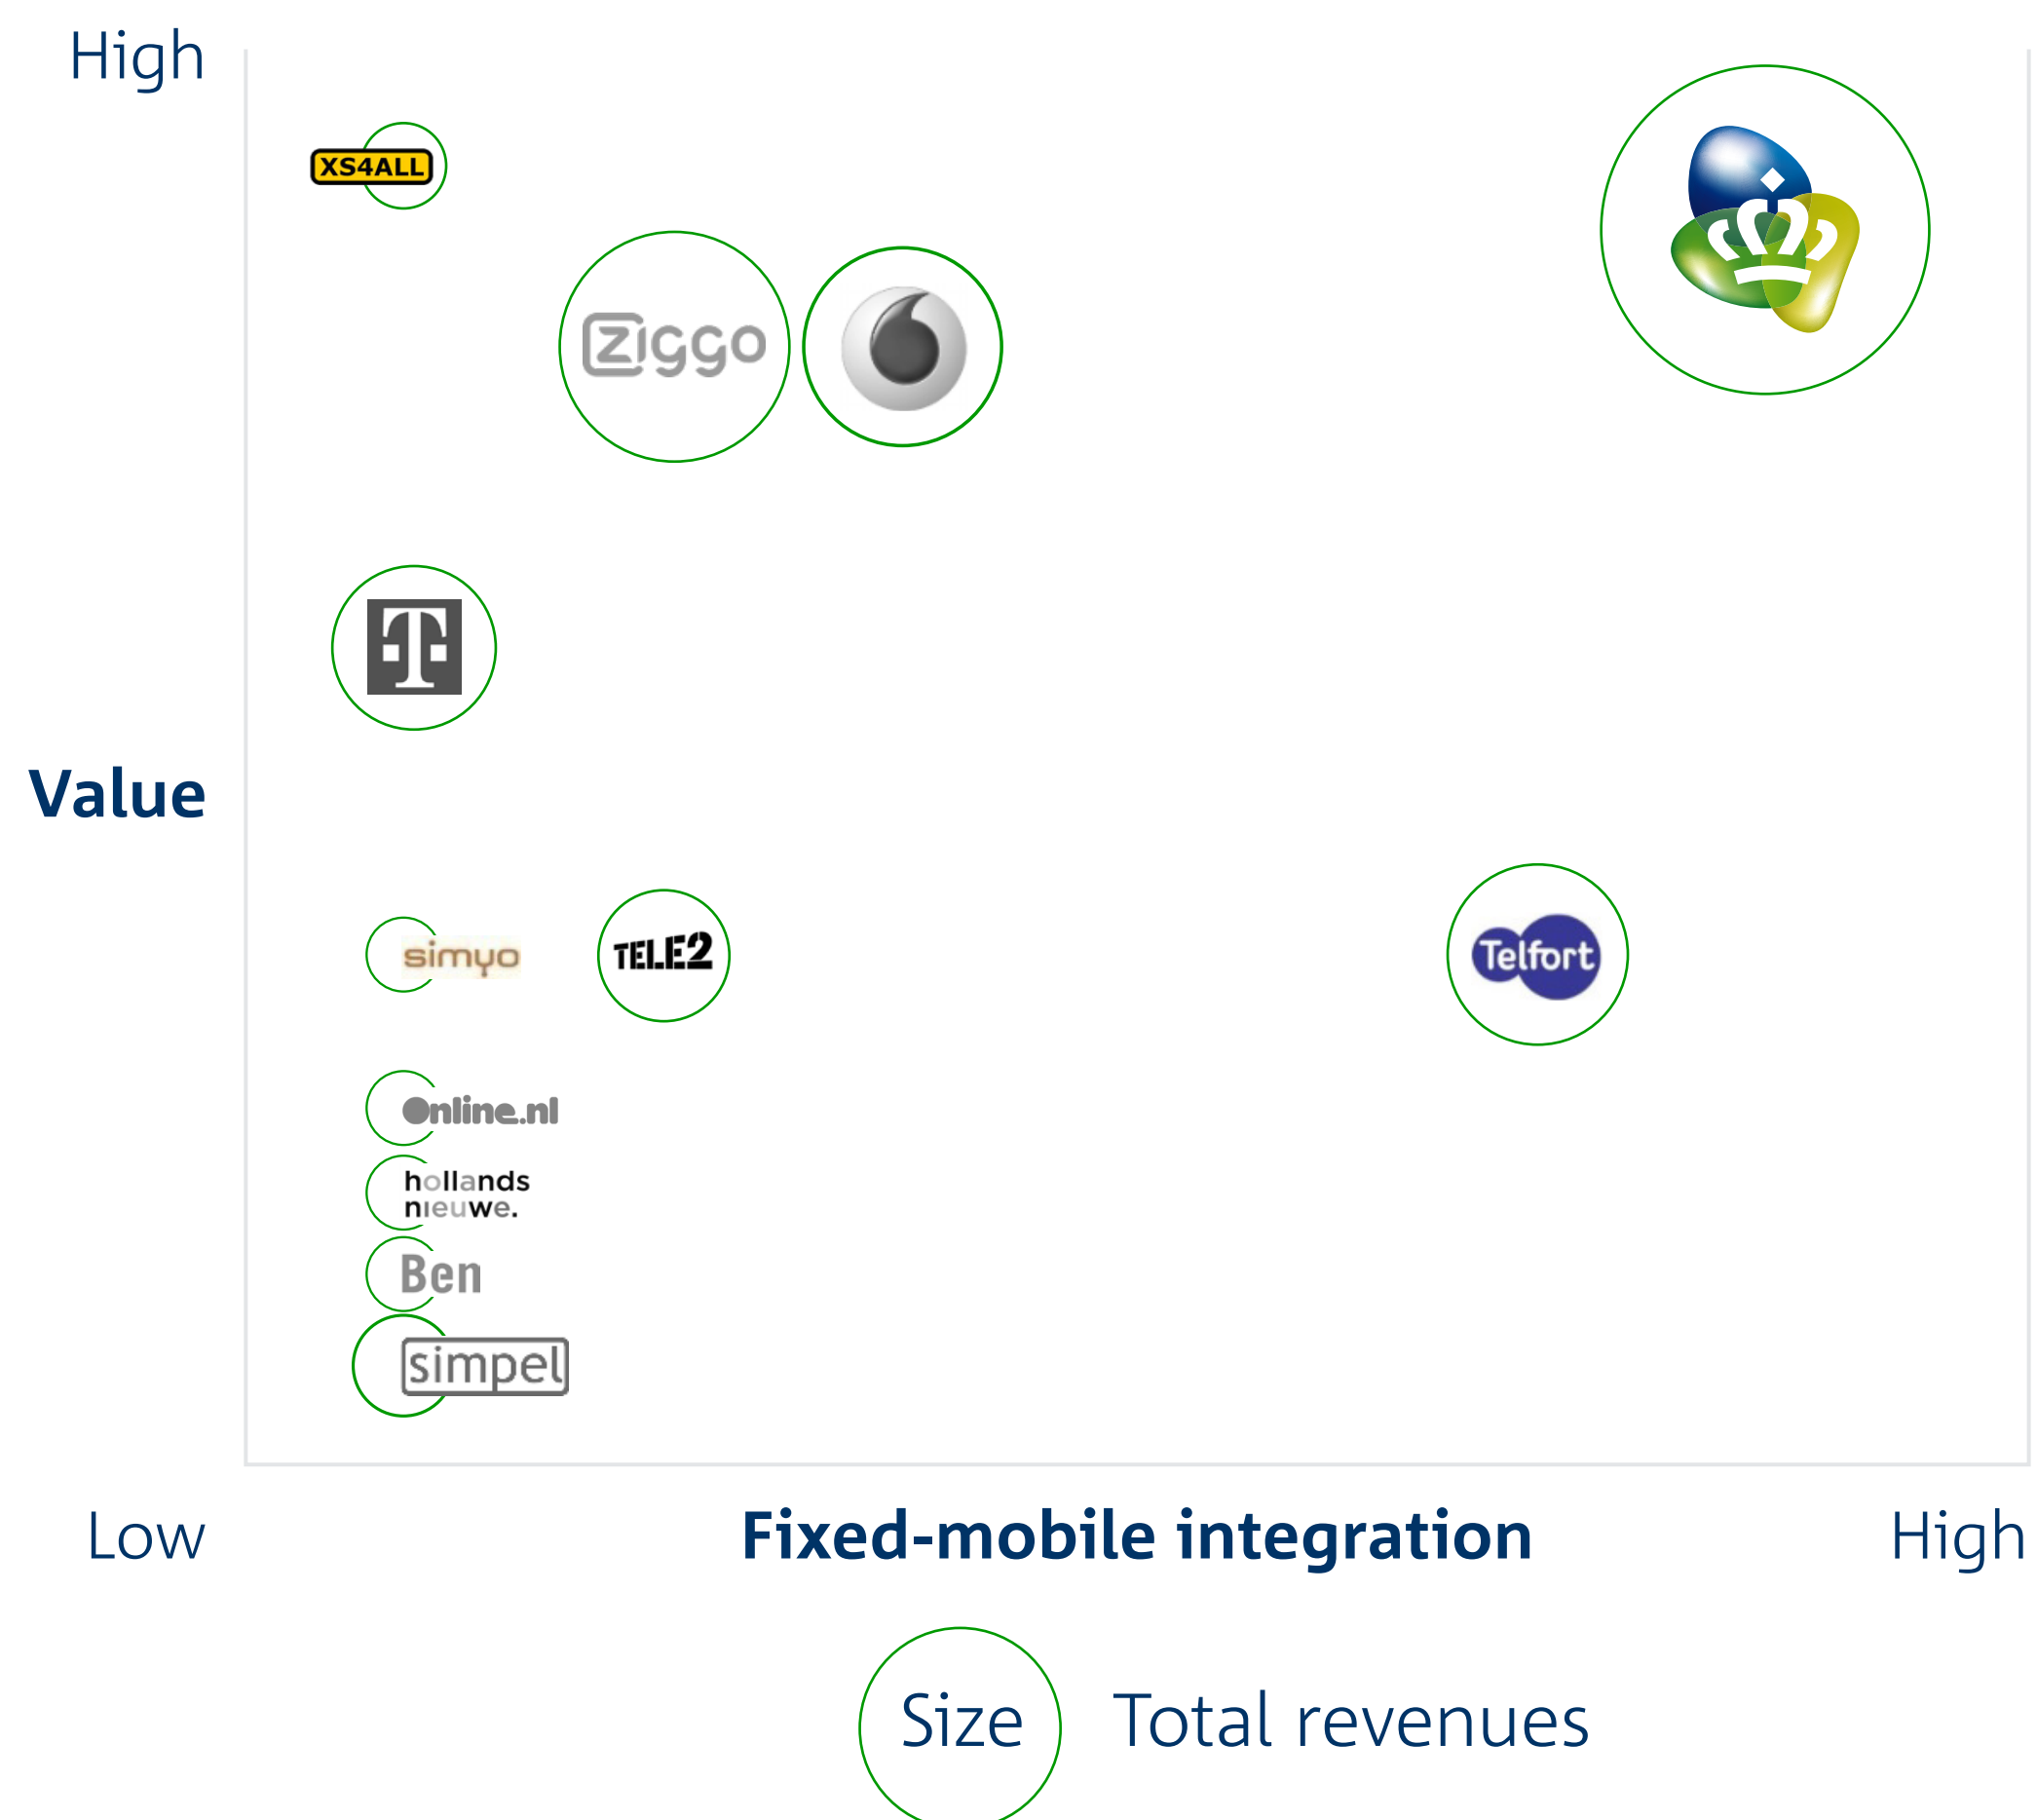 High
XS4ALL
ziggo
T
Value
simyo
TELE2
Telfort
Online.nl
hollands
nieuwe.
Ben
simpel
Low
Fixed-mobile integration
High
Size
Total revenues